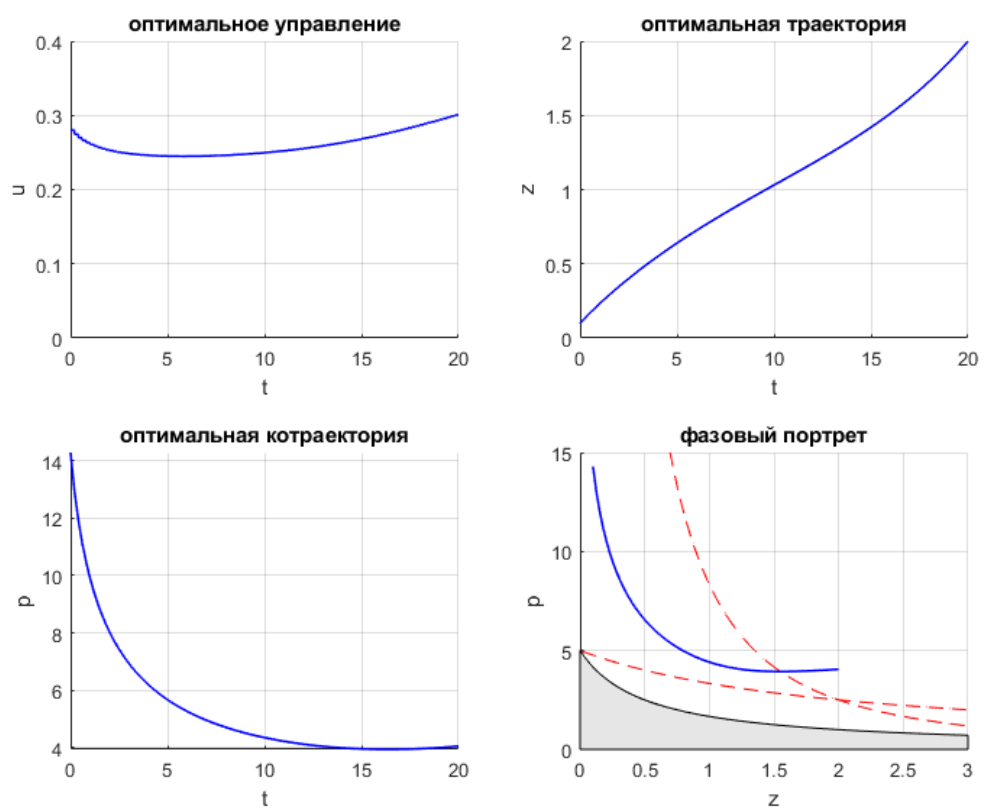 оптимальное управление
0.4
0.3
0.2
0.1
0
u
0 5 10 15 20
t
оптимальная траектория
2
1.5
1
0.5
0
z
0 5 10 15 20
t
оптимальная котраектория
14
12
10
8
6
4
p
0 5 10 15 20
t
фазовый портрет
15
10
5
0
p
0 0.5 1 1.5 2 2.5 3
z